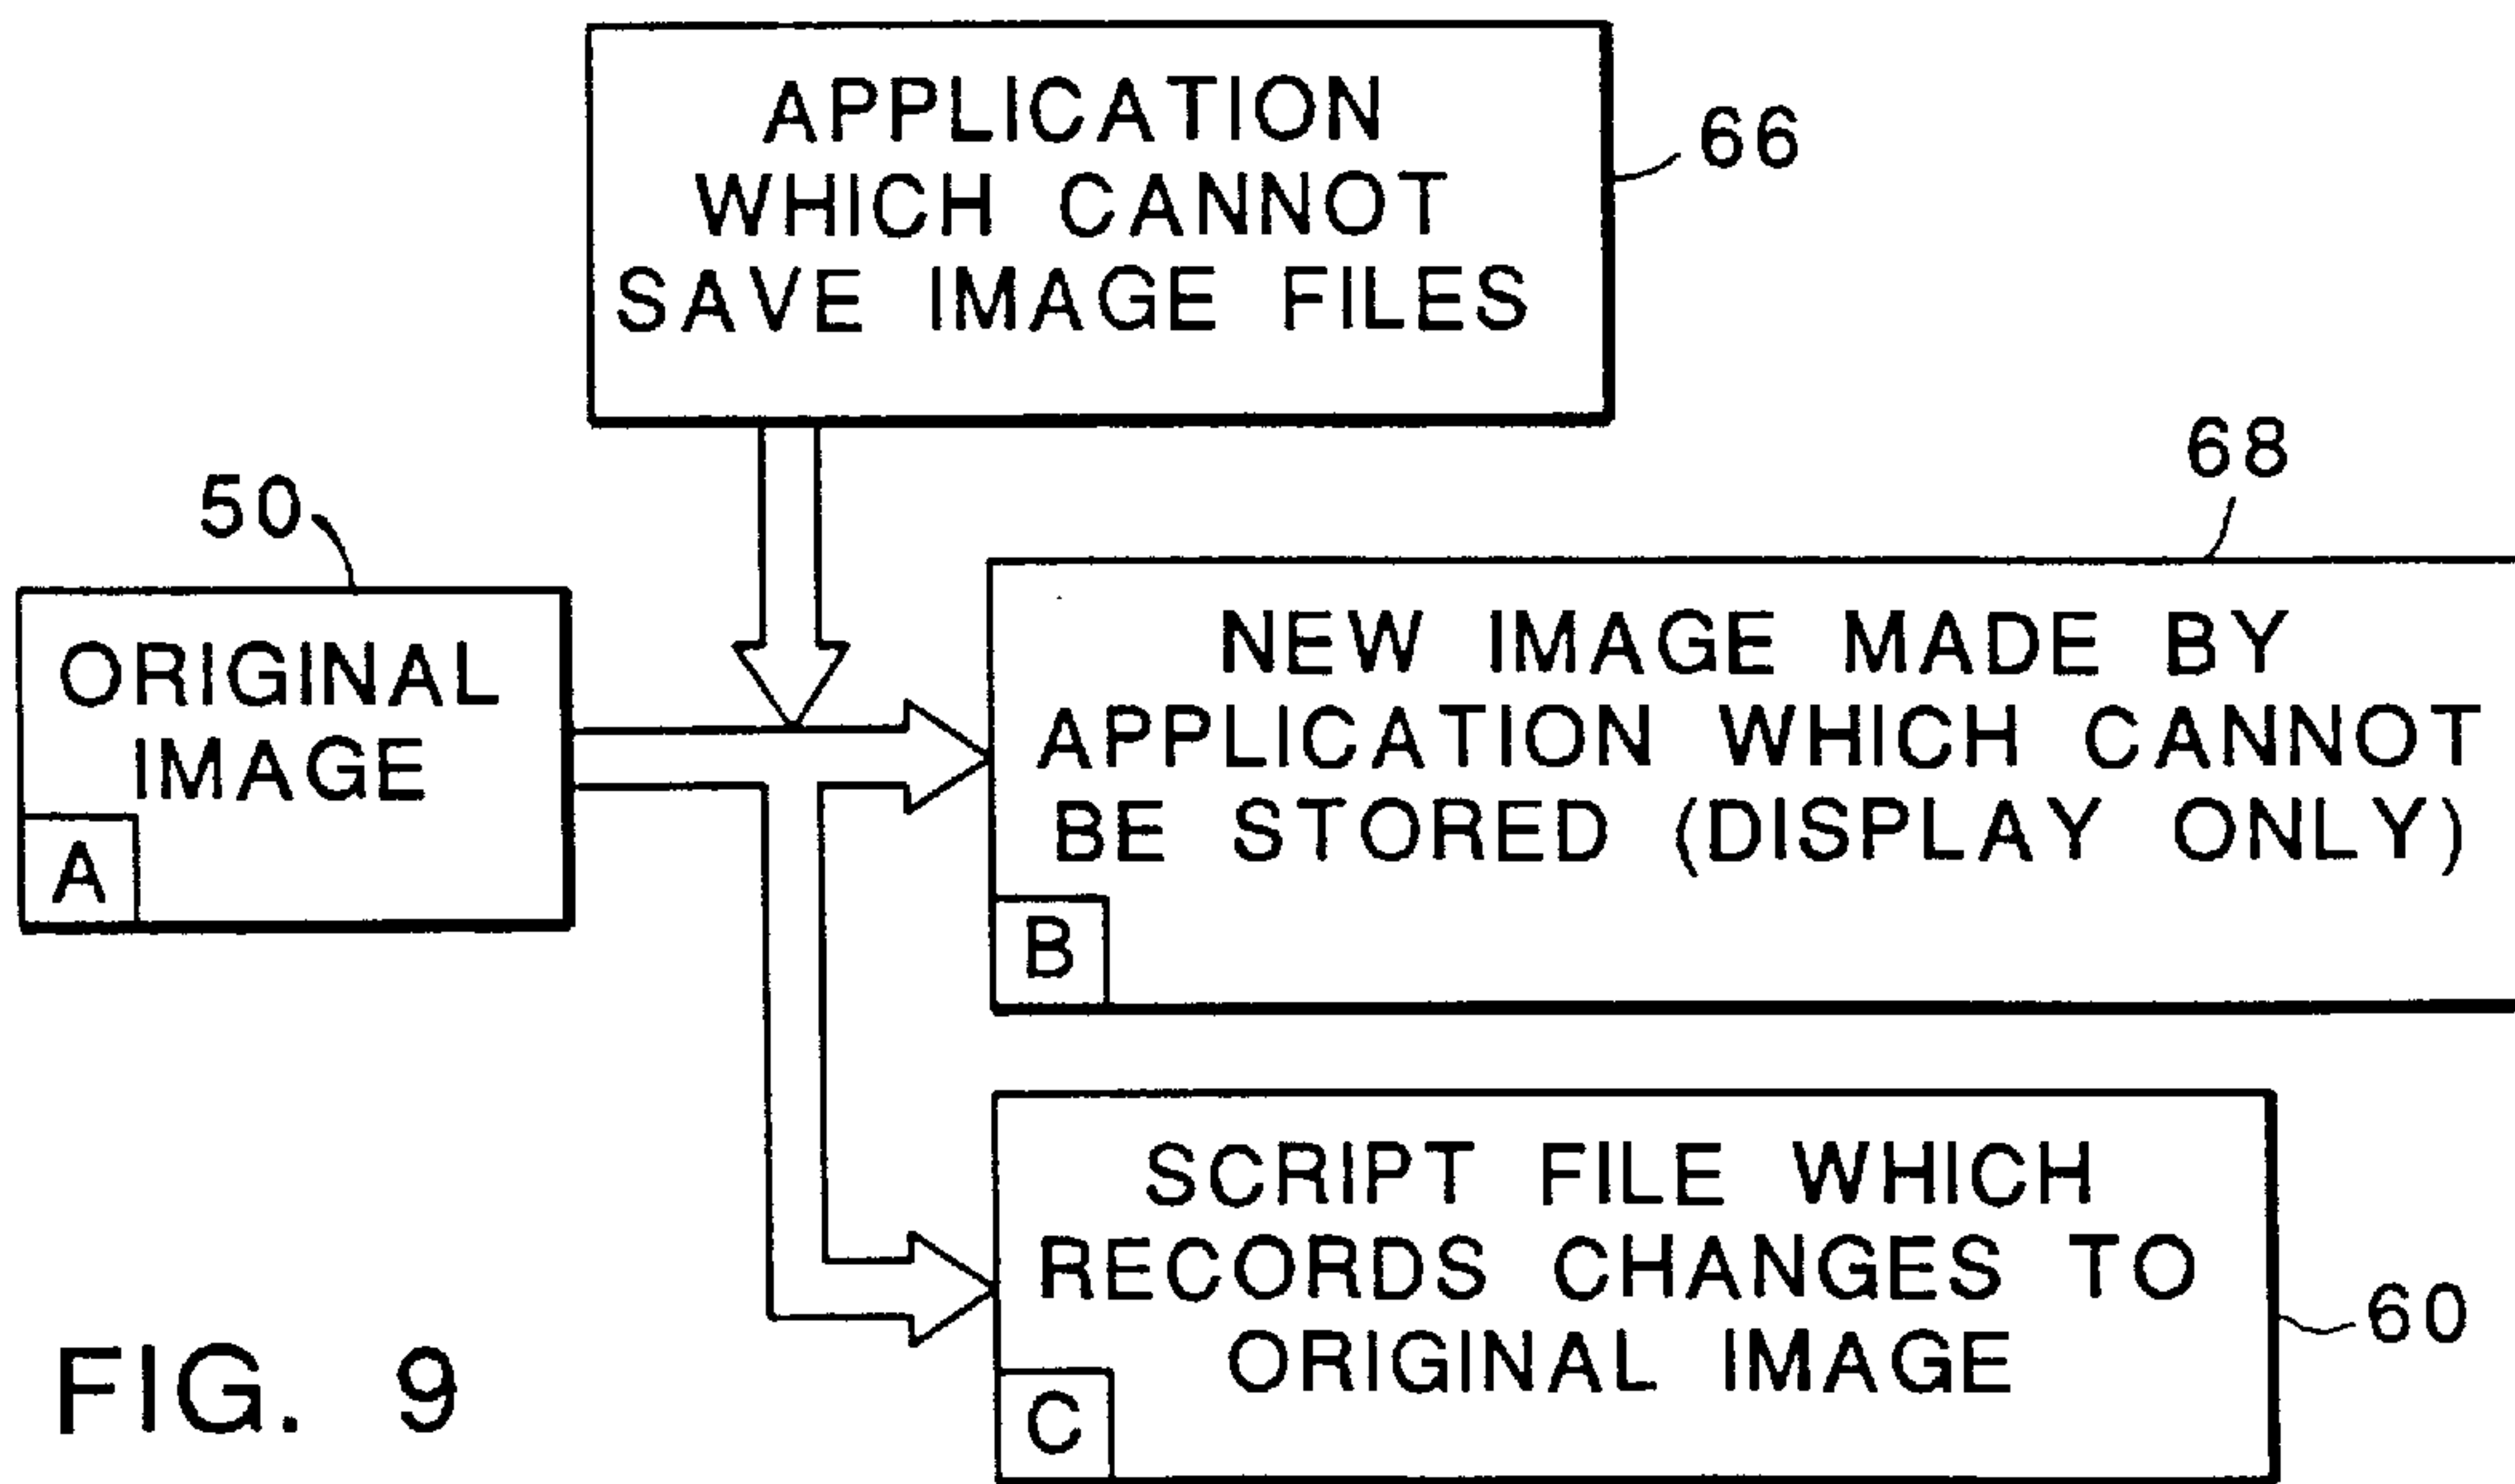 APPLICATION
WHICH CANNOT
SAVE IMAGE FILES
66
68
50
ORIGINAL
IMAGE
A
NEW IMAGE MADE BY
APPLICATION WHICH CANNOT
BE STORED (DISPLAY ONLY)
B
SCRIPT FILE WHICH
RECORDS CHANGES TO
ORIGINAL IMAGE
C
60
FIG. 9